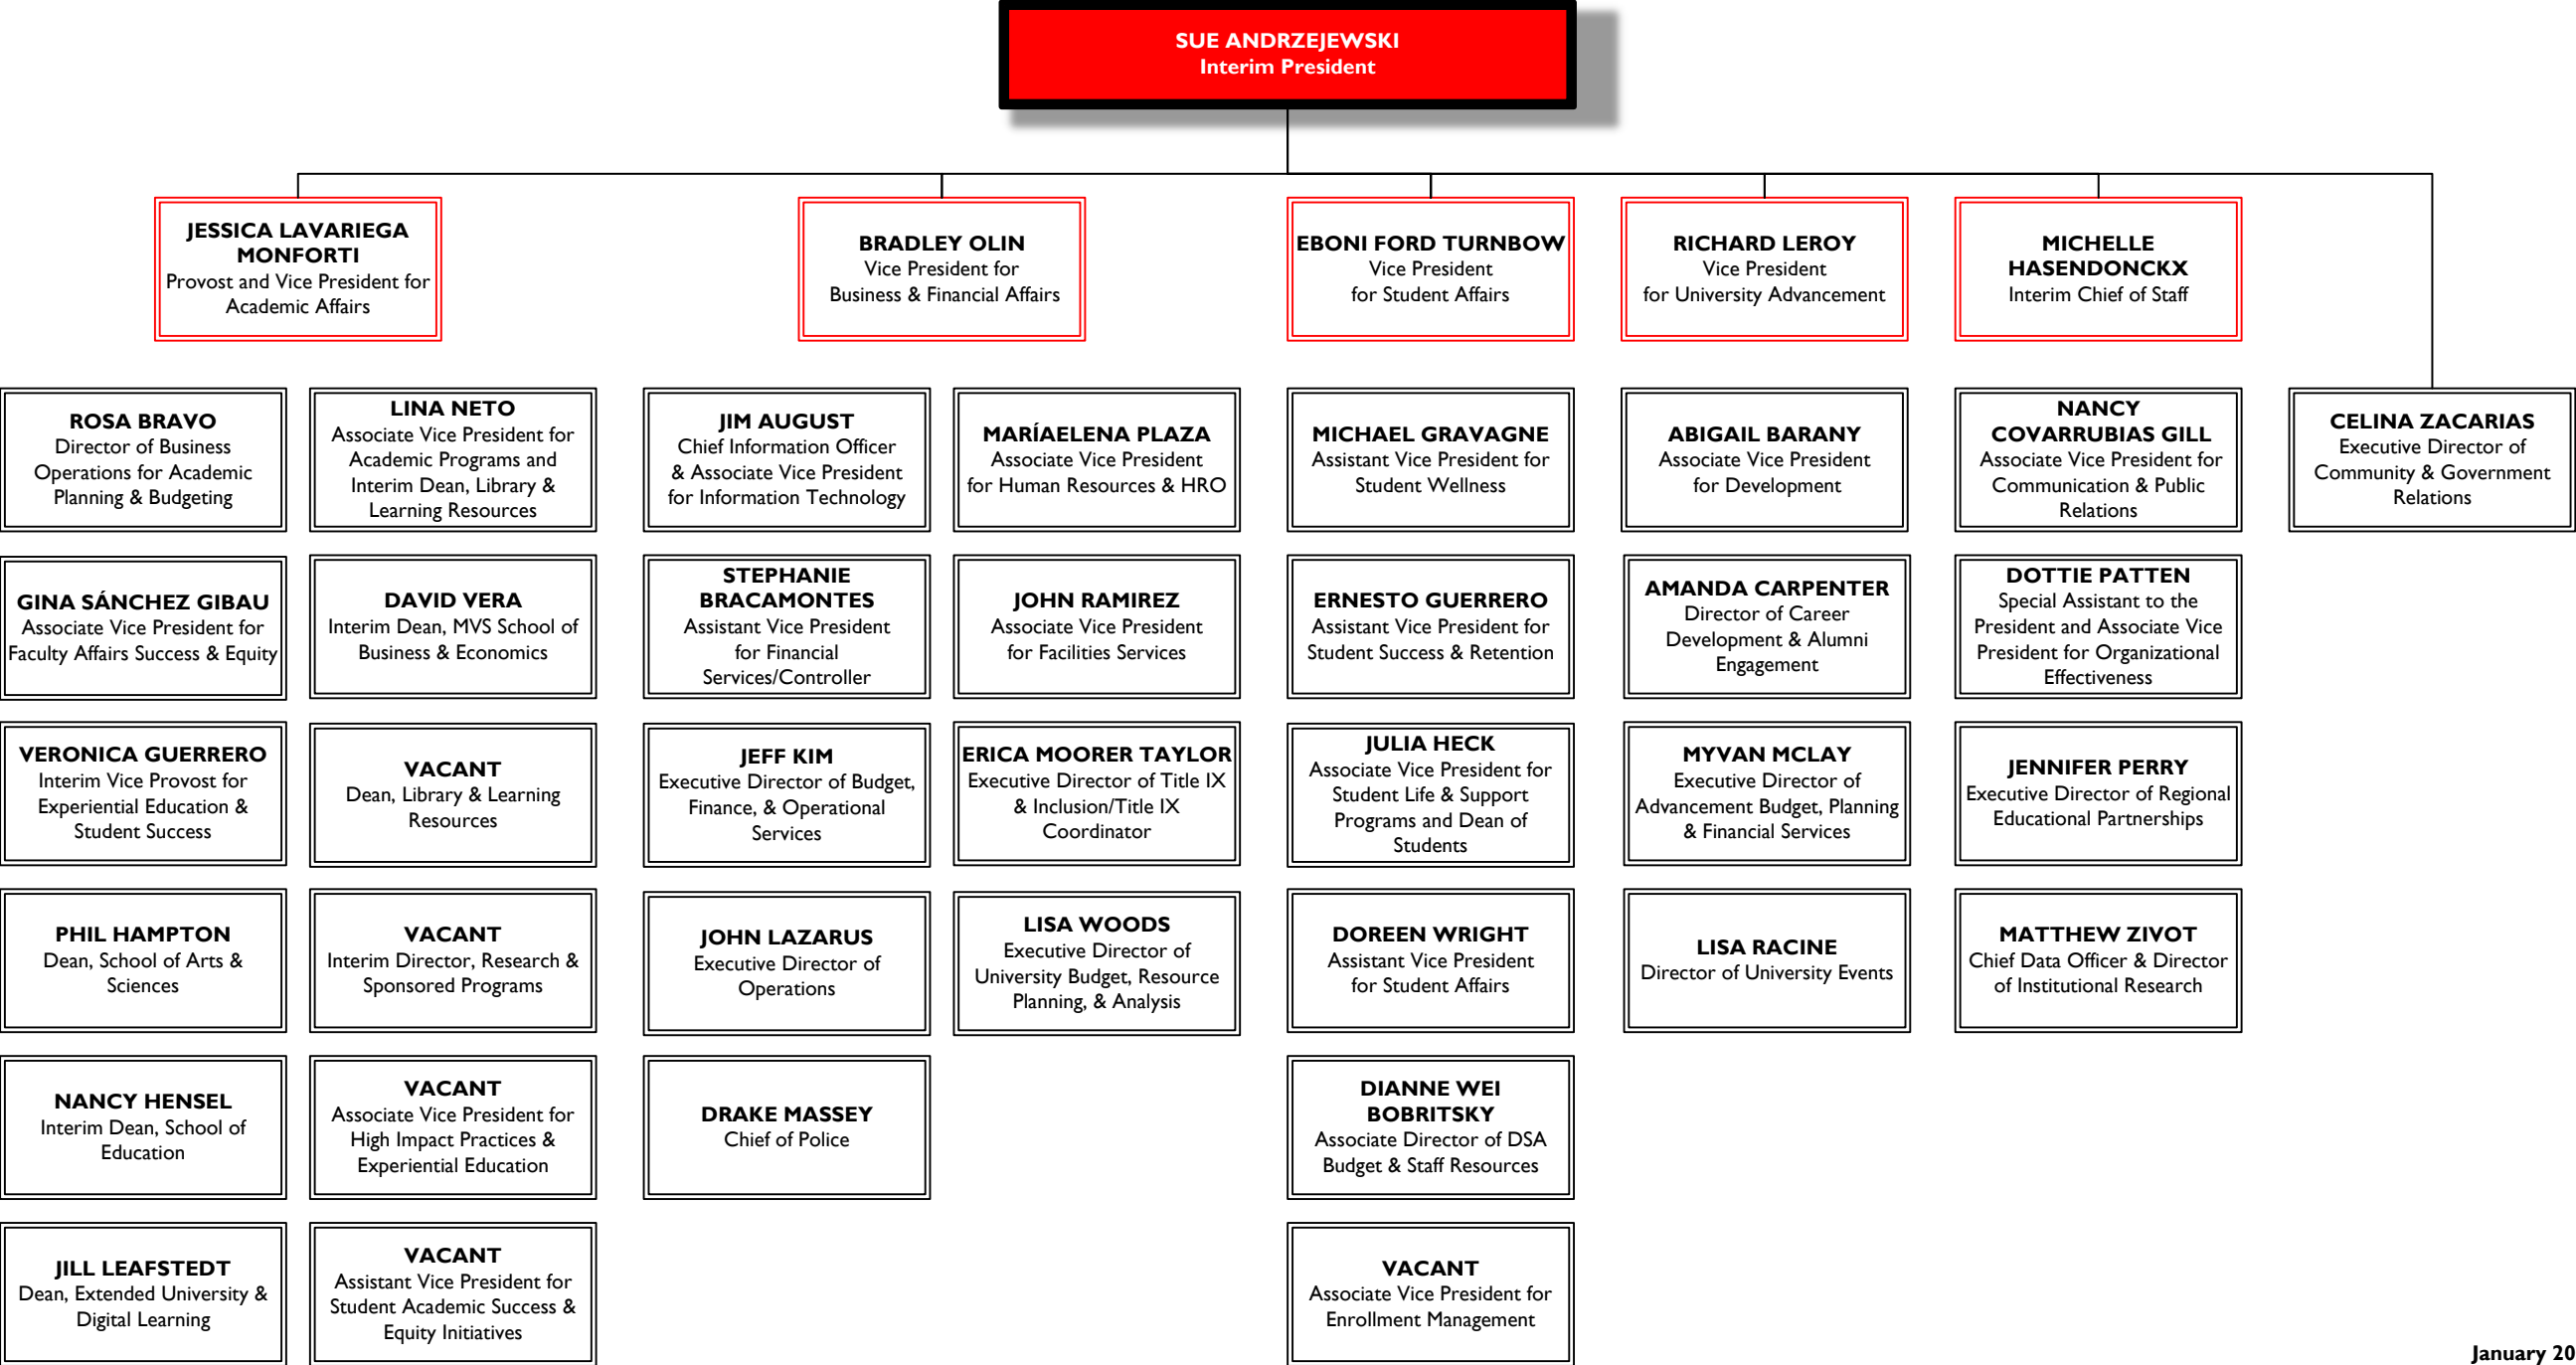 SUE ANDRZEJEWSKI
Interim President
JESSICA LAVARIEGA
MONFORTI
Provost and Vice President for
Academic Affairs
BRADLEY OLIN
Vice President for
Business & Financial Affairs
EBONI FORD TURNBOW
Vice President
for Student Affairs
RICHARD LEROY
Vice President
for University Advancement
MICHELLE
HASENDONCKX
Interim Chief of Staff
ROSA BRAVO
Director of Business
Operations for Academic
Planning & Budgeting
LINA NETO
Associate Vice President for
Academic Programs and
Interim Dean, Library &
Learning Resources
JIM AUGUST
Chief Information Officer
& Associate Vice President
for Information Technology
MARÍAELENA PLAZA
Associate Vice President
for Human Resources & HRO
MICHAEL GRAVAGNE
Assistant Vice President for
Student Wellness
ABIGAIL BARANY
Associate Vice President
for Development
NANCY
COVARRUBIAS GILL
Associate Vice President for
Communication & Public
Relations
CELINA ZACARIAS
Executive Director of
Community & Government
Relations
GINA SÁNCHEZ GIBAU
Associate Vice President for
Faculty Affairs Success & Equity
DAVID VERA
Interim Dean, MVS School of
Business & Economics
STEPHANIE
BRACAMONTES
Assistant Vice President
for Financial
Services/Controller
JOHN RAMIREZ
Associate Vice President
for Facilities Services
ERNESTO GUERRERO
Assistant Vice President for
Student Success & Retention
AMANDA CARPENTER
Director of Career
Development & Alumni
Engagement
DOTTIE PATTEN
Special Assistant to the
President and Associate Vice
President for Organizational
Effectiveness
VERONICA GUERRERO
Interim Vice Provost for
Experiential Education &
Student Success
VACANT
Dean, Library & Learning
Resources
JEFF KIM
Executive Director of Budget,
Finance, & Operational
Services
ERICA MOORER TAYLOR
Executive Director of Title IX
& Inclusion/Title IX
Coordinator
JULIA HECK
Associate Vice President for
Student Life & Support
Programs and Dean of
Students
MYVAN MCLAY
Executive Director of
Advancement Budget, Planning
& Financial Services
JENNIFER PERRY
Executive Director of Regional
Educational Partnerships
PHIL HAMPTON
Dean, School of Arts &
Sciences
VACANT
Interim Director, Research &
Sponsored Programs
JOHN LAZARUS
Executive Director of
Operations
LISA WOODS
Executive Director of
University Budget, Resource
Planning, & Analysis
DOREEN WRIGHT
Assistant Vice President
for Student Affairs
LISA RACINE
Director of University Events
MATTHEW ZIVOT
Chief Data Officer & Director
of Institutional Research
NANCY HENSEL
Interim Dean, School of
Education
VACANT
Associate Vice President for
High Impact Practices &
Experiential Education
DRAKE MASSEY
Chief of Police
DIANNE WEI
BOBRITSKY
Associate Director of DSA
Budget & Staff Resources
JILL LEAFSTEDT
Dean, Extended University &
Digital Learning
VACANT
Assistant Vice President for
Student Academic Success &
Equity Initiatives
VACANT
Associate Vice President for
Enrollment Management
January 20